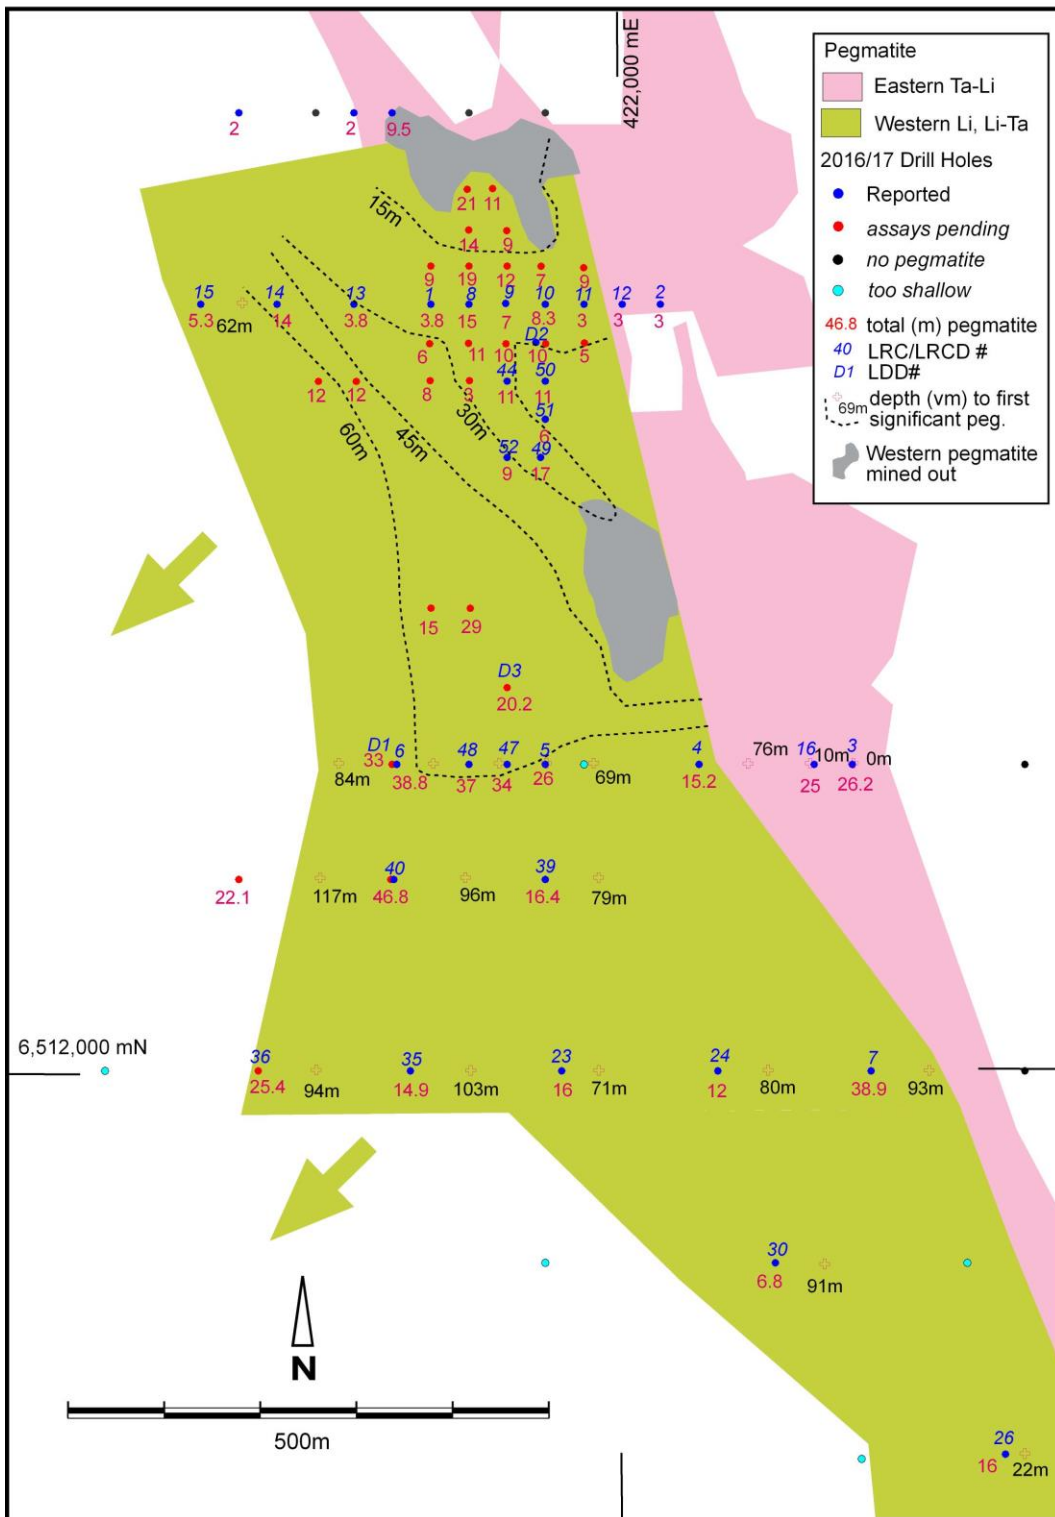 422,000 mE
Pegmatite
Eastern Ta-Li
Western Li, Li-Ta
2016/17 Drill Holes
Reported
assays pending
no pegmatite
too shallow
46.8 total (m) pegmatite
40 LRC/LRCD #
D1 LDD#
69m depth (vm) to first
significant peg.
Western pegmatite
mined out
2 2 9.5
15m
21 11
14 9
9 19 12 7 9
15 14 13 1 8 9 10 11 12 2
5.3 62m 14 3.8 3.8 15 7 8.3 3 3 3
D2
6 11 10 10 5
44 50
12 12 8 3 11 11
30m
51
60m 45m 6
52 49
9 17
15 29
D3
20.2
D1 6 48 47 5 4 76m 16 10m 3 0m
33
84m 38.8 37 34 26 69m 15.2 25 26.2
40 39
22.1 117m 46.8 96m 16.4 79m
6,512,000 mN
36 35 23 24 7
25.4 94m 14.9 103m 16 71m 12 80m 38.9 93m
30
6.8 91m
N
500m
26
16 22m